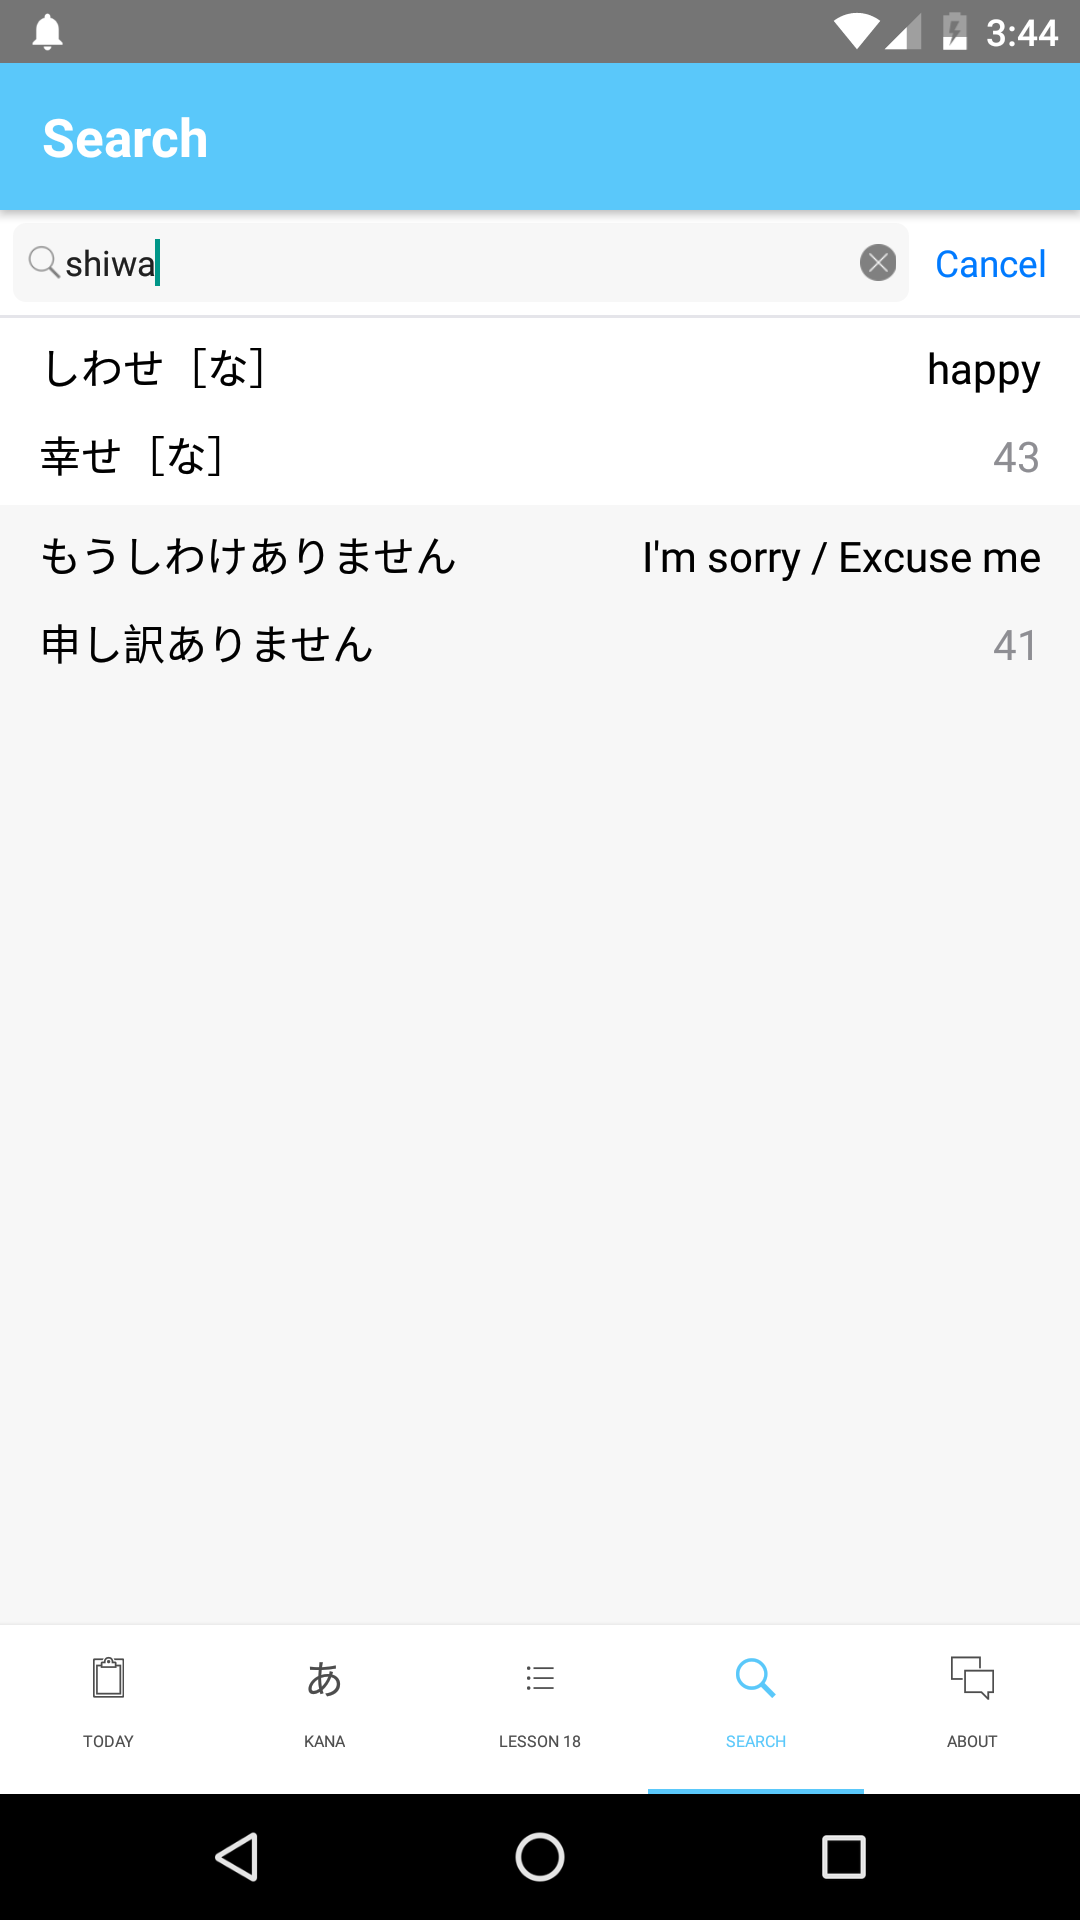 3:44
Search
shiwa
Cancel
しわせ［な］ happy
幸せ［な］ 43
もうしわけありません I'm sorry / Excuse me
申し訳ありません 41
あ
TODAY KANA LESSON 18 SEARCH ABOUT